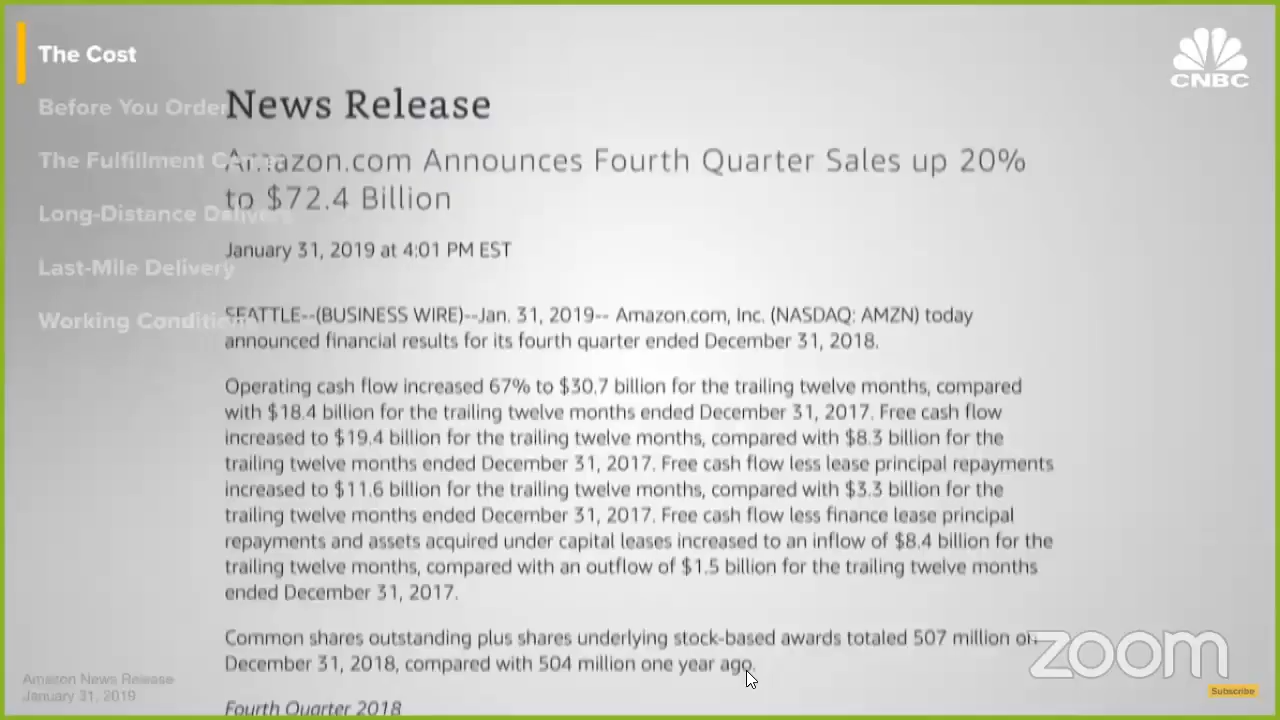 The Cost
Before You Order
The Fulfillment Center
Long-Distance Delivery
Last-Mile Delivery
Working Conditions
CNBC
News Release
Amazon.com Announces Fourth Quarter Sales up 20%
to $72.4 Billion
January 31, 2019 at 4:01 PM EST
SEATTLE--(BUSINESS WIRE)--Jan. 31, 2019-- Amazon.com, Inc. (NASDAQ: AMZN) today
announced financial results for its fourth quarter ended December 31, 2018.
Operating cash flow increased 67% to $30.7 billion for the trailing twelve months, compared
with $18.4 billion for the trailing twelve months ended December 31, 2017. Free cash flow
increased to $19.4 billion for the trailing twelve months, compared with $8.3 billion for the
trailing twelve months ended December 31, 2017. Free cash flow less lease principal repayments
increased to $11.6 billion for the trailing twelve months, compared with $3.3 billion for the
trailing twelve months ended December 31, 2017. Free cash flow less finance lease principal
repayments and assets acquired under capital leases increased to an inflow of $8.4 billion for the
trailing twelve months, compared with an outflow of $1.5 billion for the trailing twelve months
ended December 31, 2017.
Common shares outstanding plus shares underlying stock-based awards totaled 507 million on
December 31, 2018, compared with 504 million one year ago.
Fourth Quarter 2018
Amazon News Release
January 31, 2019
zoom
Subscribe